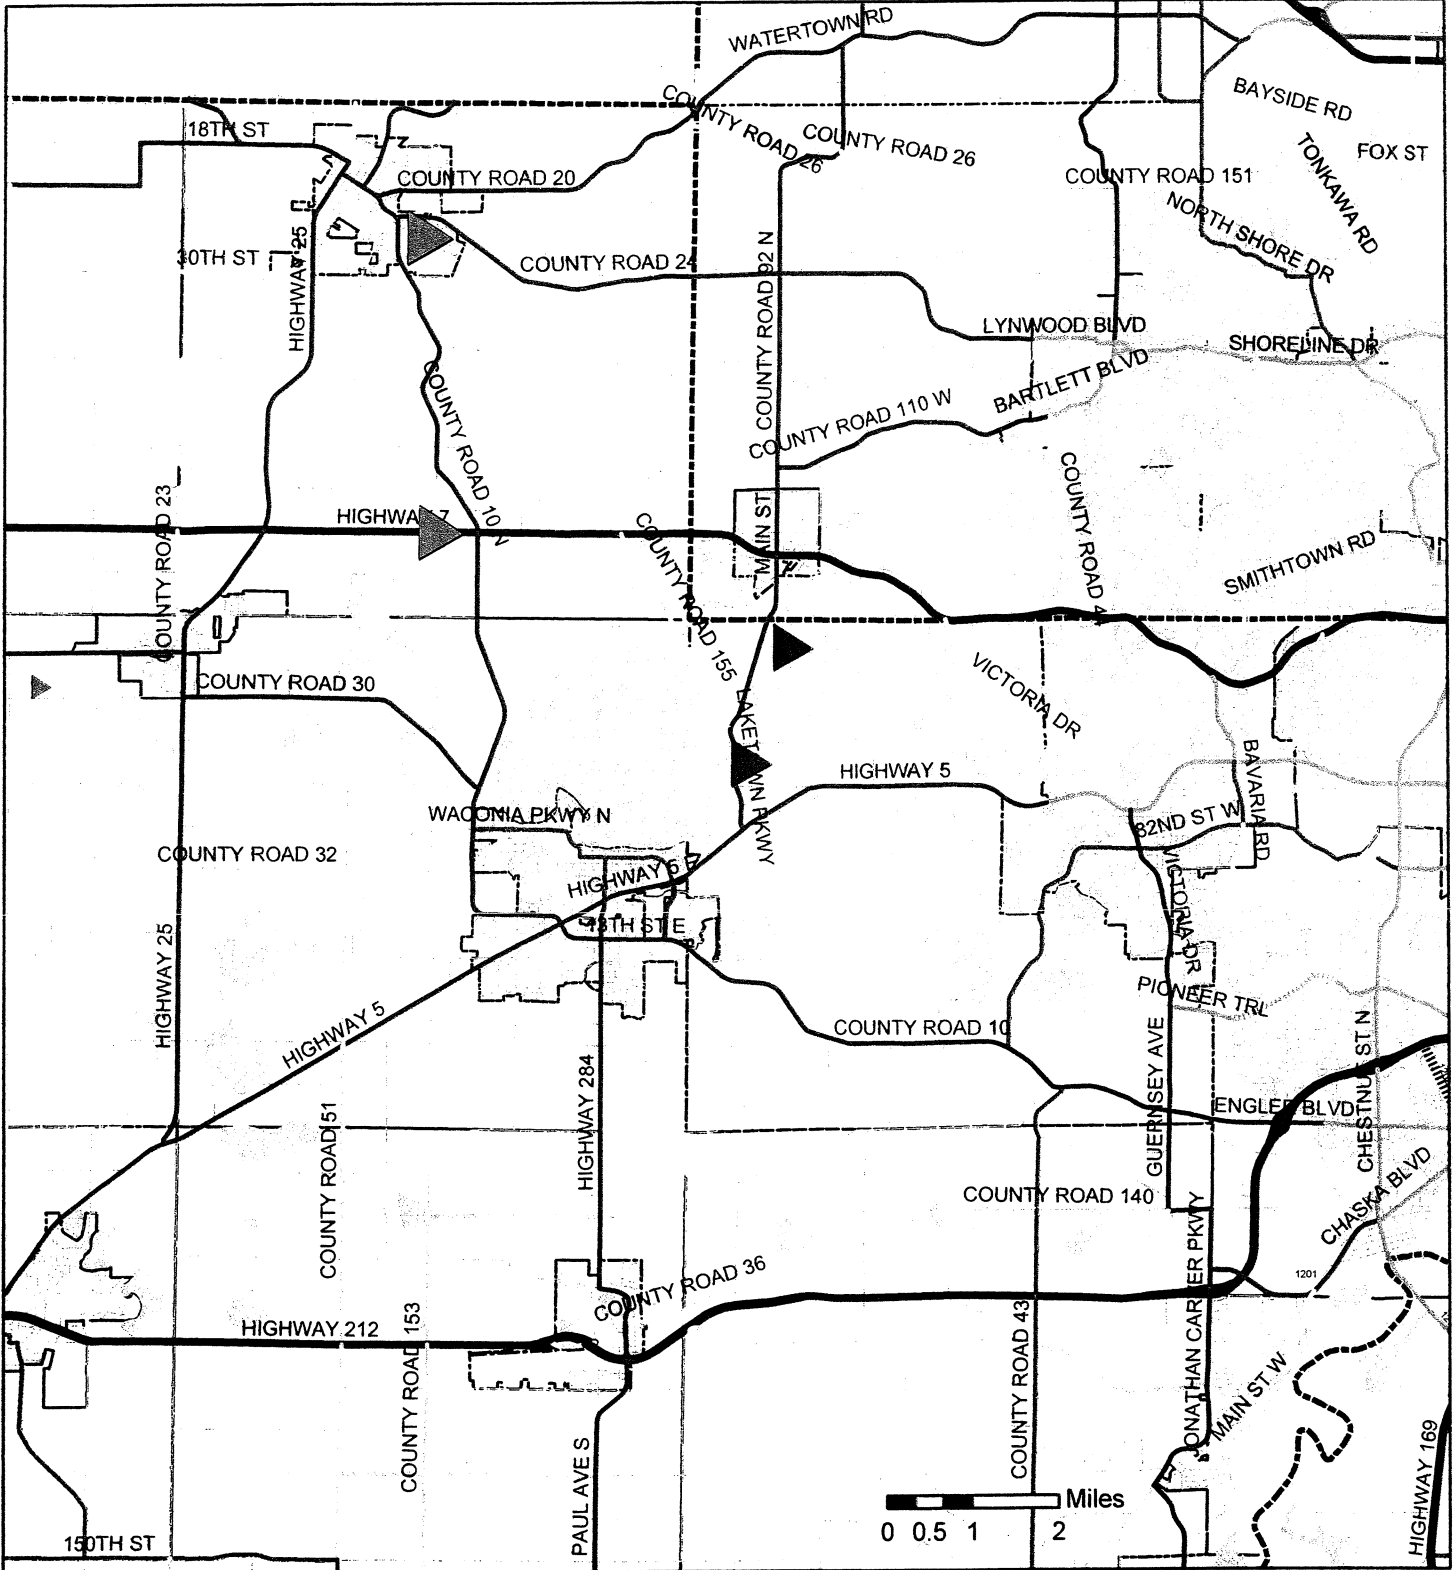 WATERTOWN RD
BAYSIDE RD
COUNTY ROAD 26
18TH ST
COUNTY ROAD 26
FOX ST
TONKAWA RD
COUNTY ROAD 20
COUNTY ROAD 151
NORTH SHORE DR
30TH ST
HIGHWAY 25
COUNTY ROAD 24
COUNTY ROAD 92 N
LYNWOOD BLVD
SHORELINE DR
BARTLETT BLVD
COUNTY ROAD 10 N
COUNTY ROAD 110 W
COUNTY ROAD 44
COUNTY ROAD 23
HIGHWAY 7
MAIN ST
COUNTY ROAD 155
SMITHTOWN RD
COUNTY ROAD 30
VICTORIA DR
LAKETOWN PKWY
HIGHWAY 5
BAVARIA RD
WACONIA PKWY N
82ND ST W
COUNTY ROAD 32
HIGHWAY 5
VICTORIA DR
13TH ST E
HIGHWAY 25
PIONEER TRL
HIGHWAY 5
COUNTY ROAD 10
GUERNSEY AVE
CHESTNUT ST N
HIGHWAY 284
ENGLER BLVD
COUNTY ROAD 51
COUNTY ROAD 140
CHASKA BLVD
JONATHAN CARVER PKWY
1201
COUNTY ROAD 36
HIGHWAY 212
COUNTY ROAD 153
COUNTY ROAD 43
MAIN ST W
HIGHWAY 169
PAUL AVE S
150TH ST
Miles
0 0.5 1 2